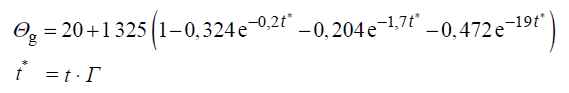 Θg = 20 + 1 325 (1 − 0,324 e^−0,2t* − 0,204 e^−1,7t* − 0,472 e^−19t*)
t* = t · Γ